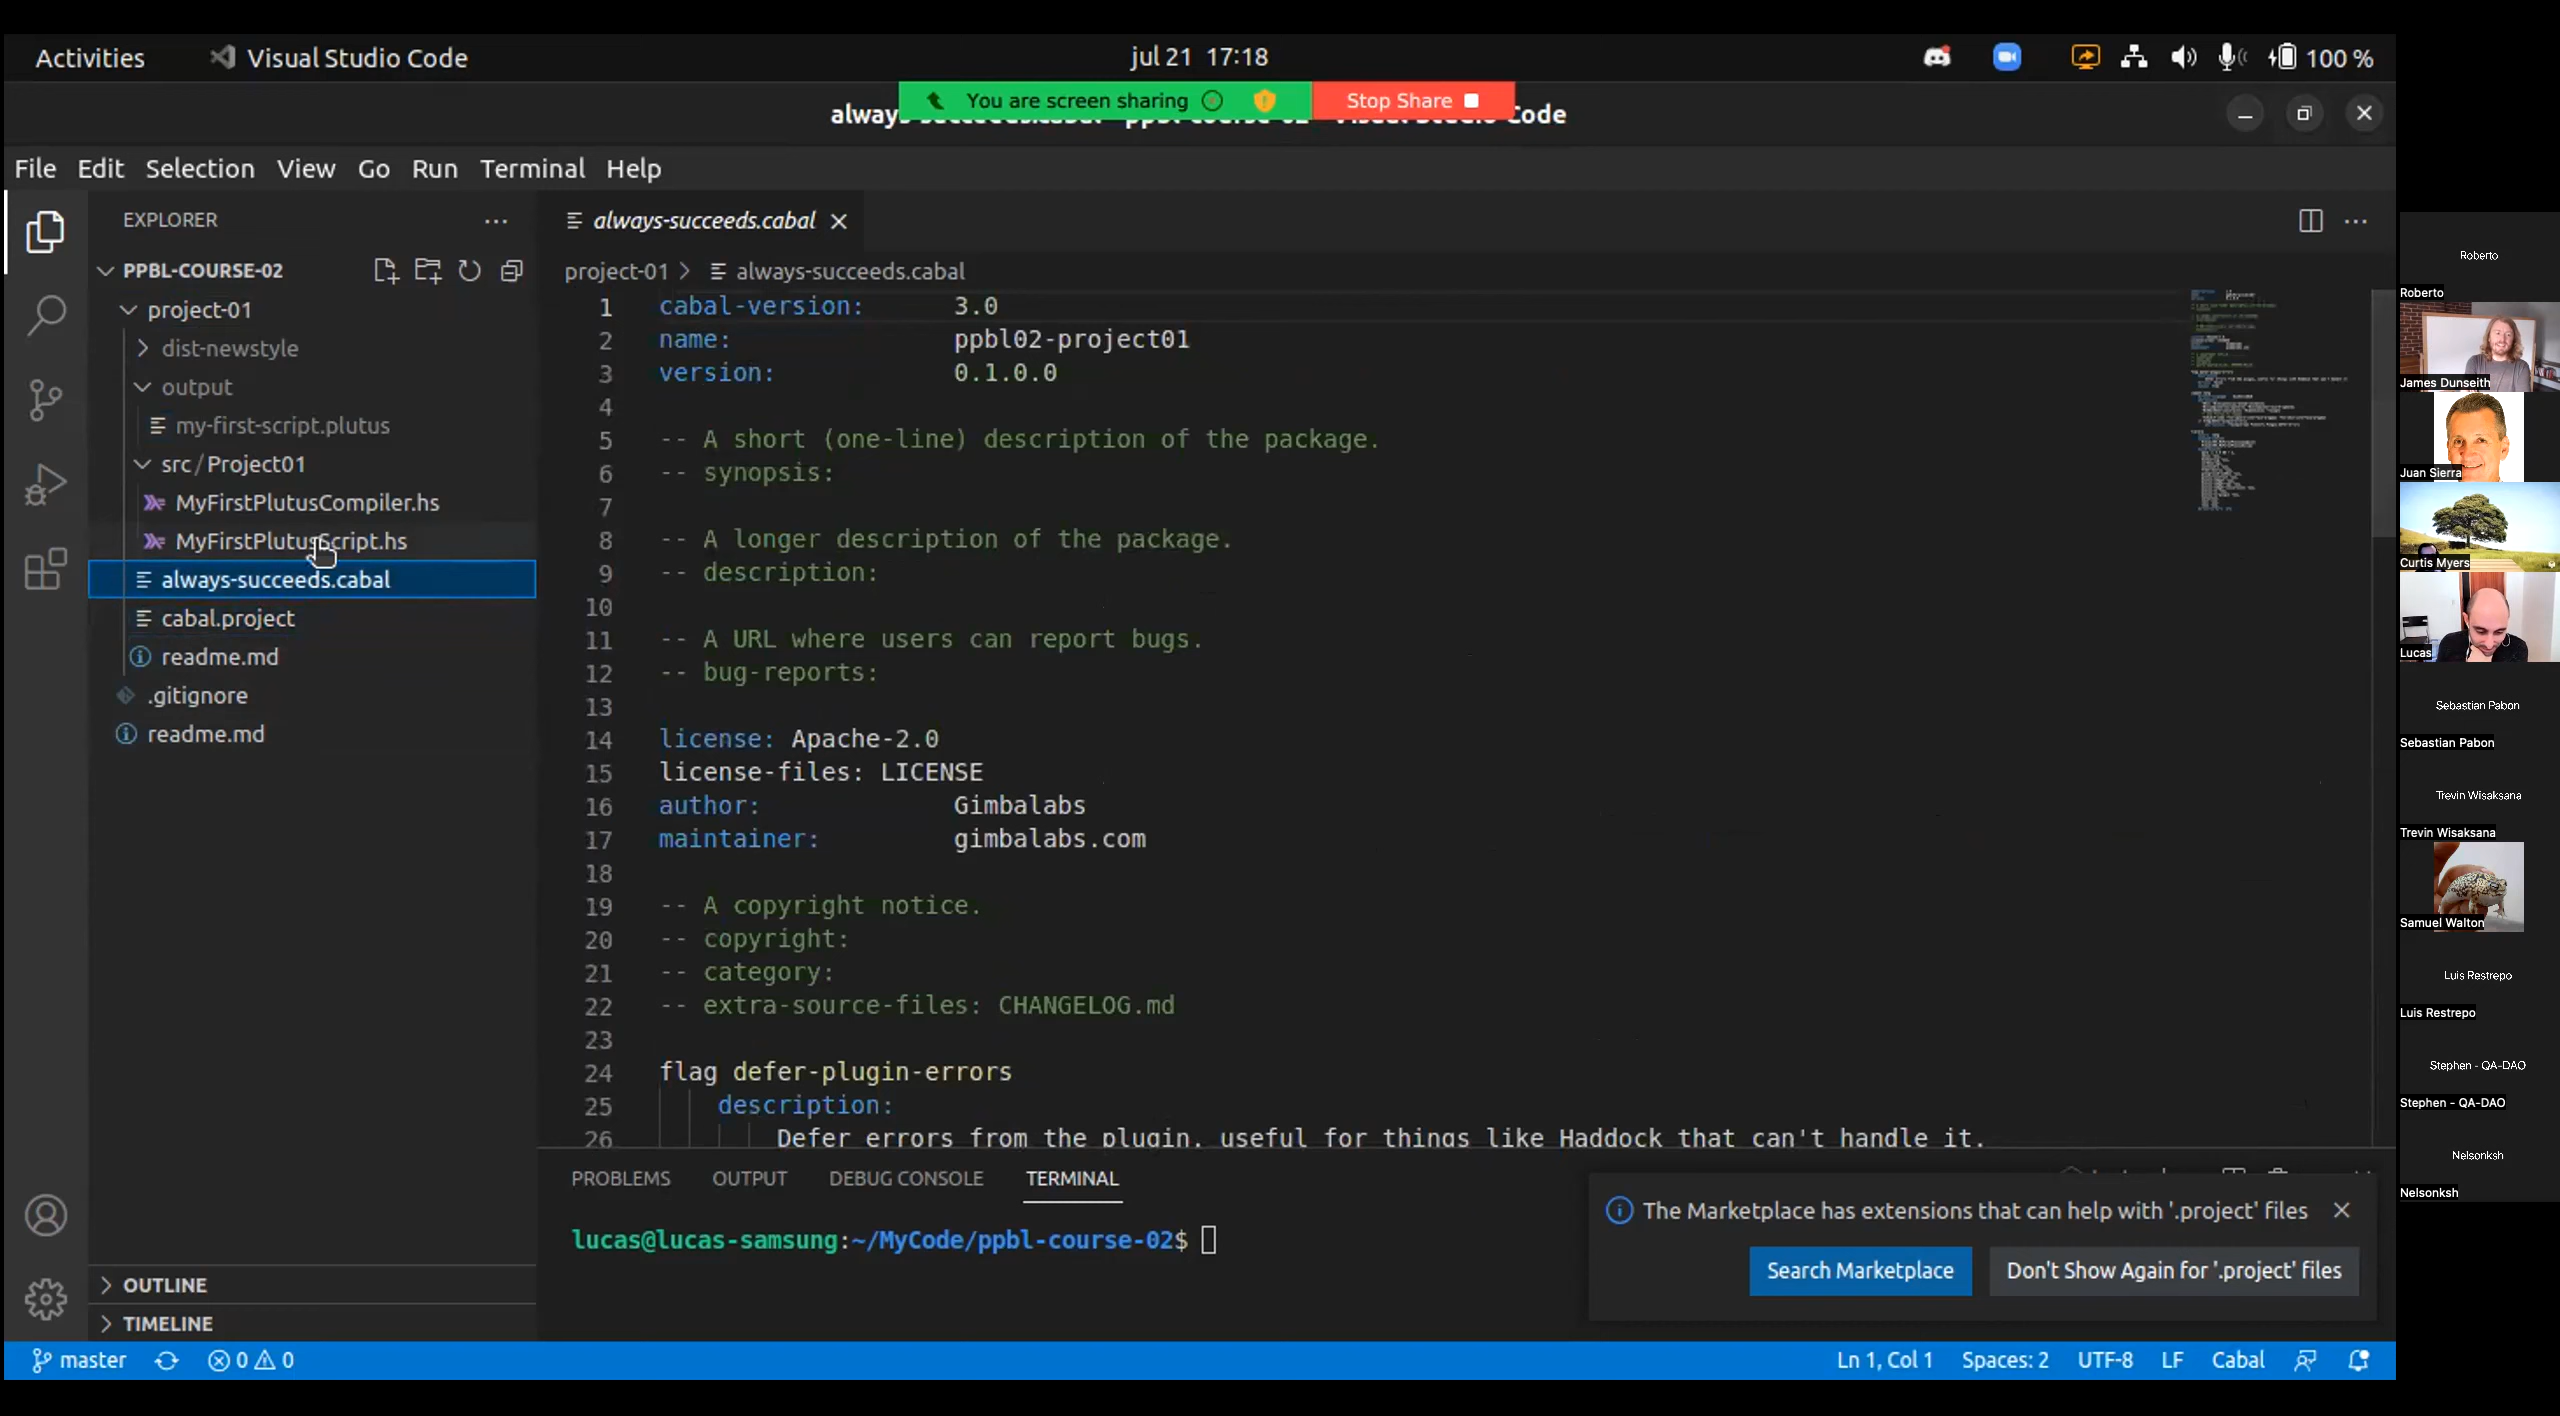 Activities
Visual Studio Code
jul 21 17:18
100 %
You are screen sharing
Stop Share
File Edit Selection View Go Run Terminal Help
EXPLORER
PPBL-COURSE-02
project-01
dist-newstyle
output
my-first-script.plutus
src/Project01
MyFirstPlutusCompiler.hs
MyFirstPlutusScript.hs
always-succeeds.cabal
cabal.project
readme.md
.gitignore
readme.md
OUTLINE
TIMELINE
always-succeeds.cabal
project-01 > always-succeeds.cabal
1 cabal-version: 3.0
2 name: ppbl02-project01
3 version: 0.1.0.0
4
5 -- A short (one-line) description of the package.
6 -- synopsis:
7
8 -- A longer description of the package.
9 -- description:
10
11 -- A URL where users can report bugs.
12 -- bug-reports:
13
14 license: Apache-2.0
15 license-files: LICENSE
16 author: Gimbalabs
17 maintainer: gimbalabs.com
18
19 -- A copyright notice.
20 -- copyright:
21 -- category:
22 -- extra-source-files: CHANGELOG.md
23
24 flag defer-plugin-errors
25 description:
26 Defer errors from the plugin, useful for things like Haddock that can't handle it.
PROBLEMS OUTPUT DEBUG CONSOLE TERMINAL
lucas@lucas-samsung:~/MyCode/ppbl-course-02$
The Marketplace has extensions that can help with '.project' files
Search Marketplace
Don't Show Again for '.project' files
master
0 0
Ln 1, Col 1 Spaces: 2 UTF-8 LF Cabal
Roberto
Roberto
James Dunseith
Juan Sierra
Curtis Myers
Lucas
Sebastian Pabon
Sebastian Pabon
Trevin Wisaksana
Trevin Wisaksana
Samuel Walton
Luis Restrepo
Luis Restrepo
Stephen - QA-DAO
Stephen - QA-DAO
Nelsonksh
Nelsonksh